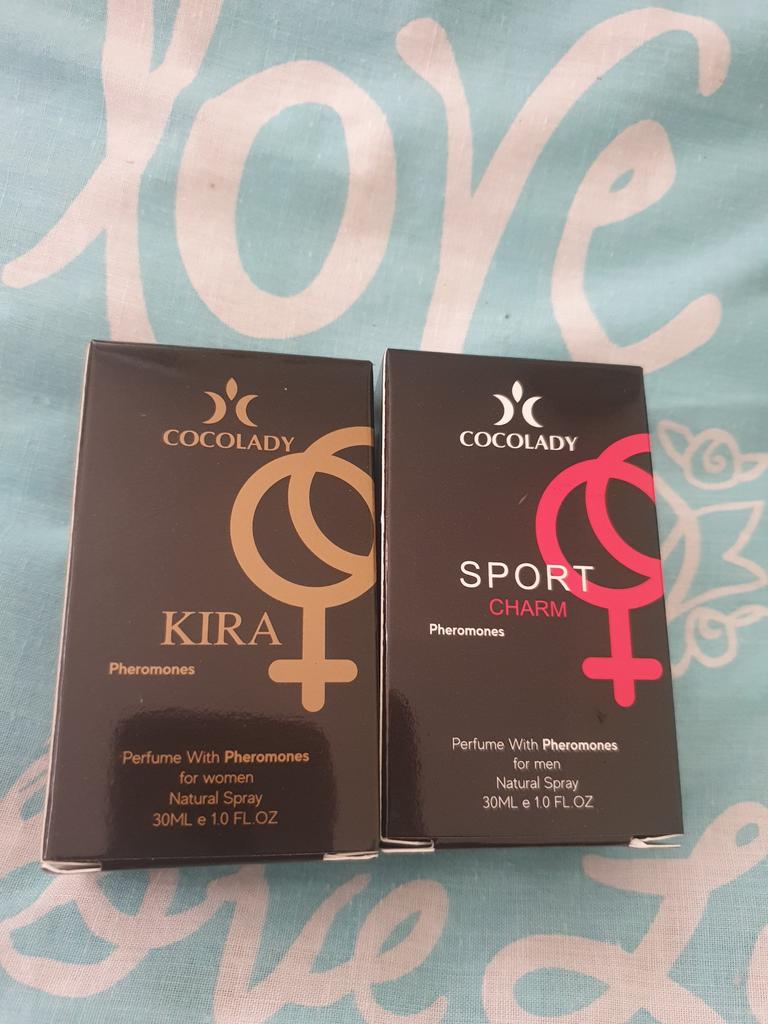 love
COCOLADY
KIRA
Pheromones
Perfume With Pheromones
for women
Natural Spray
30ML e 1.0 FL.OZ
COCOLADY
SPORT
CHARM
Pheromones
Perfume With Pheromones
for men
Natural Spray
30ML e 1.0 FL.OZ
love